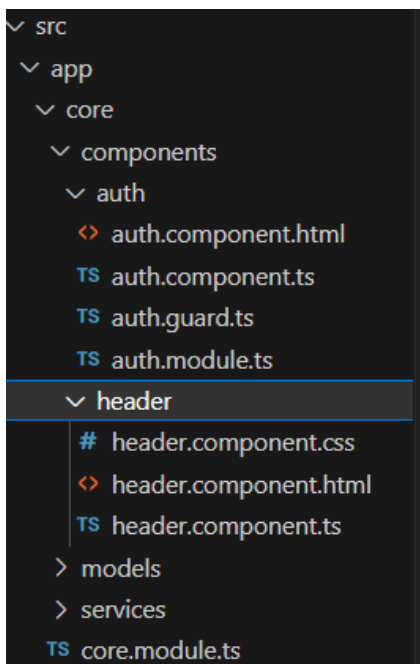 src
app
core
components
auth
<> auth.component.html
TS auth.component.ts
TS auth.guard.ts
TS auth.module.ts
header
# header.component.css
<> header.component.html
TS header.component.ts
models
services
TS core.module.ts